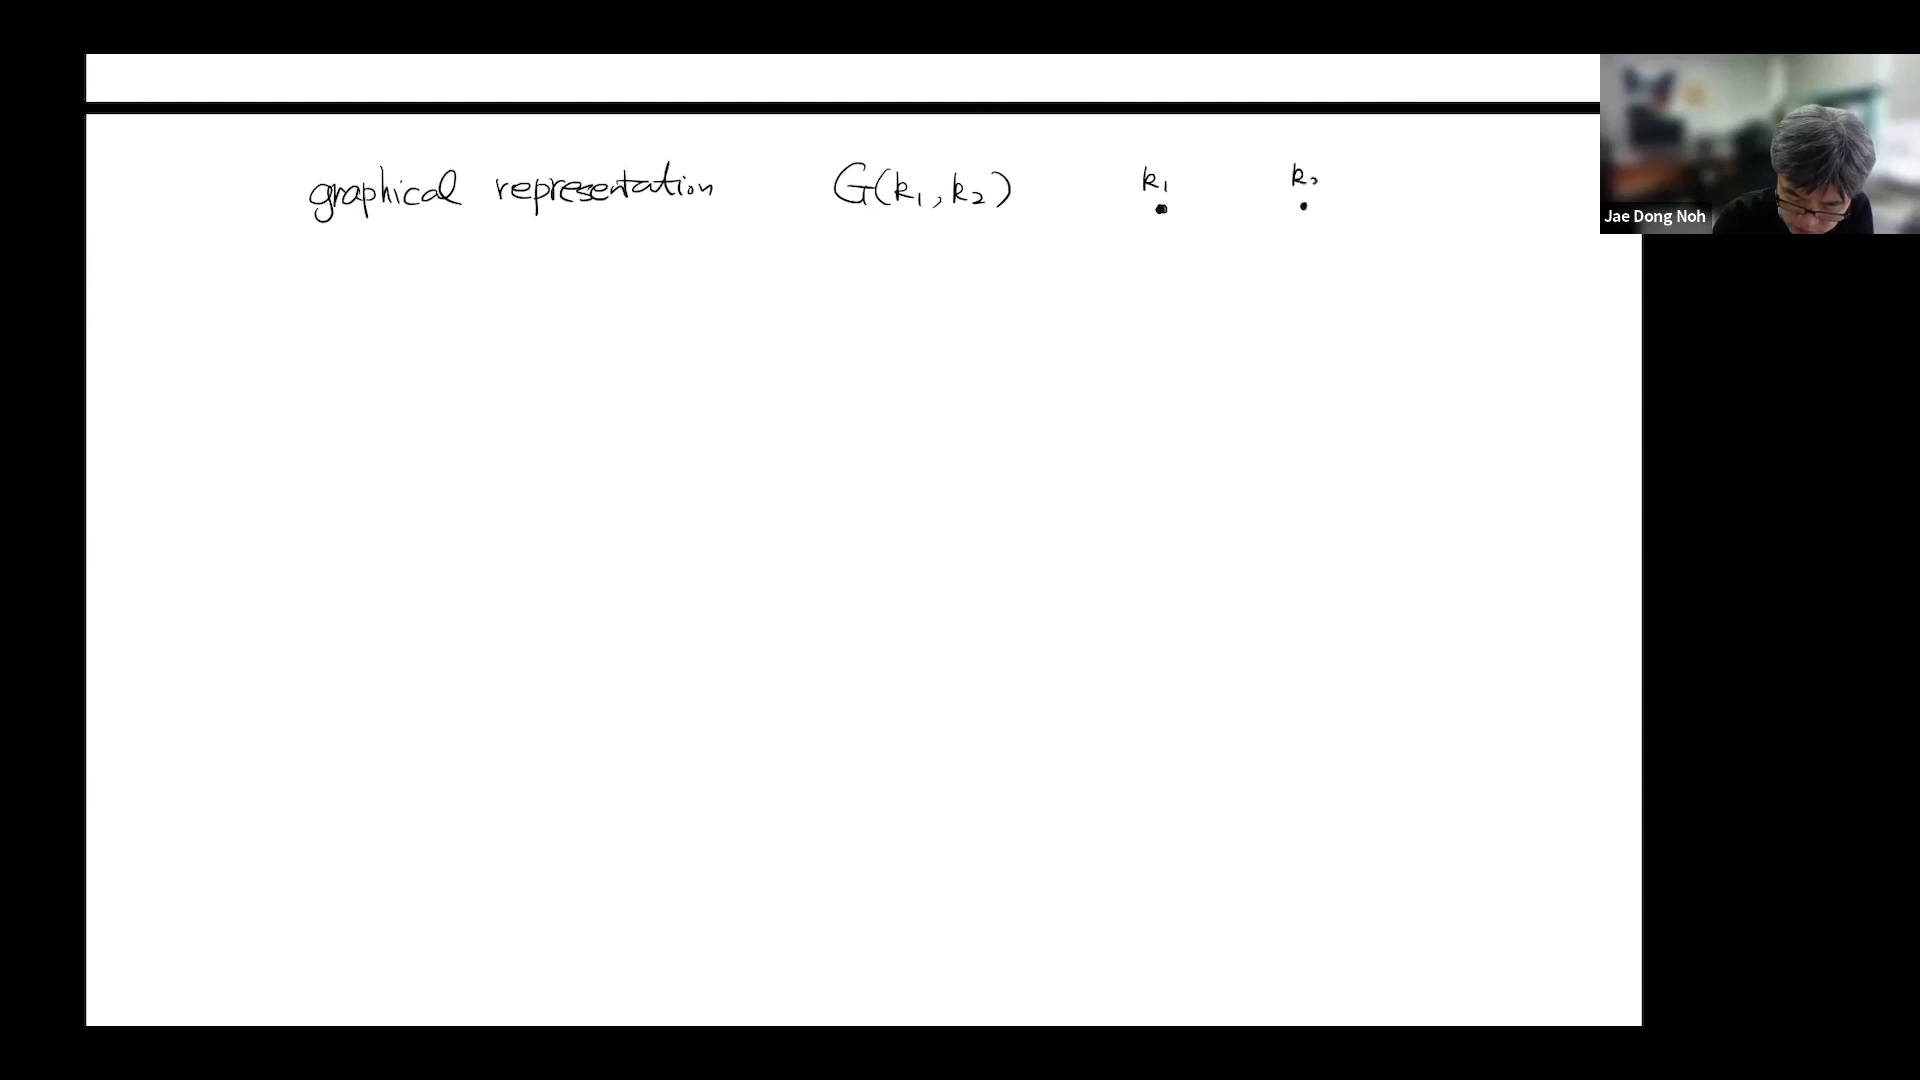 graphical representation G(k₁, k₂) k₁ k₂
Jae Dong Noh